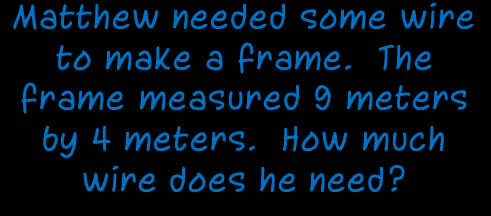 Matthew needed some wire
to make a frame. The
frame measured 9 meters
by 4 meters. How much
wire does he need?